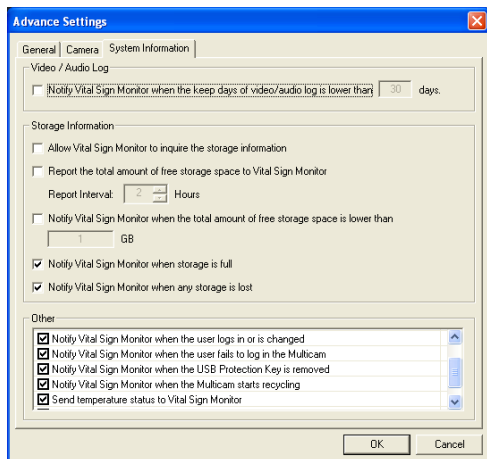 Advance Settings
General Camera System Information
Video / Audio Log
Notify Vital Sign Monitor when the keep days of video/audio log is lower than 30 days.
Storage Information
Allow Vital Sign Monitor to inquire the storage information
Report the total amount of free storage space to Vital Sign Monitor
Report Interval: 2 Hours
Notify Vital Sign Monitor when the total amount of free storage space is lower than
1 GB
Notify Vital Sign Monitor when storage is full
Notify Vital Sign Monitor when any storage is lost
Other
Notify Vital Sign Monitor when the user logs in or is changed
Notify Vital Sign Monitor when the user fails to log in the Multicam
Notify Vital Sign Monitor when the USB Protection Key is removed
Notify Vital Sign Monitor when the Multicam starts recycling
Send temperature status to Vital Sign Monitor
OK Cancel